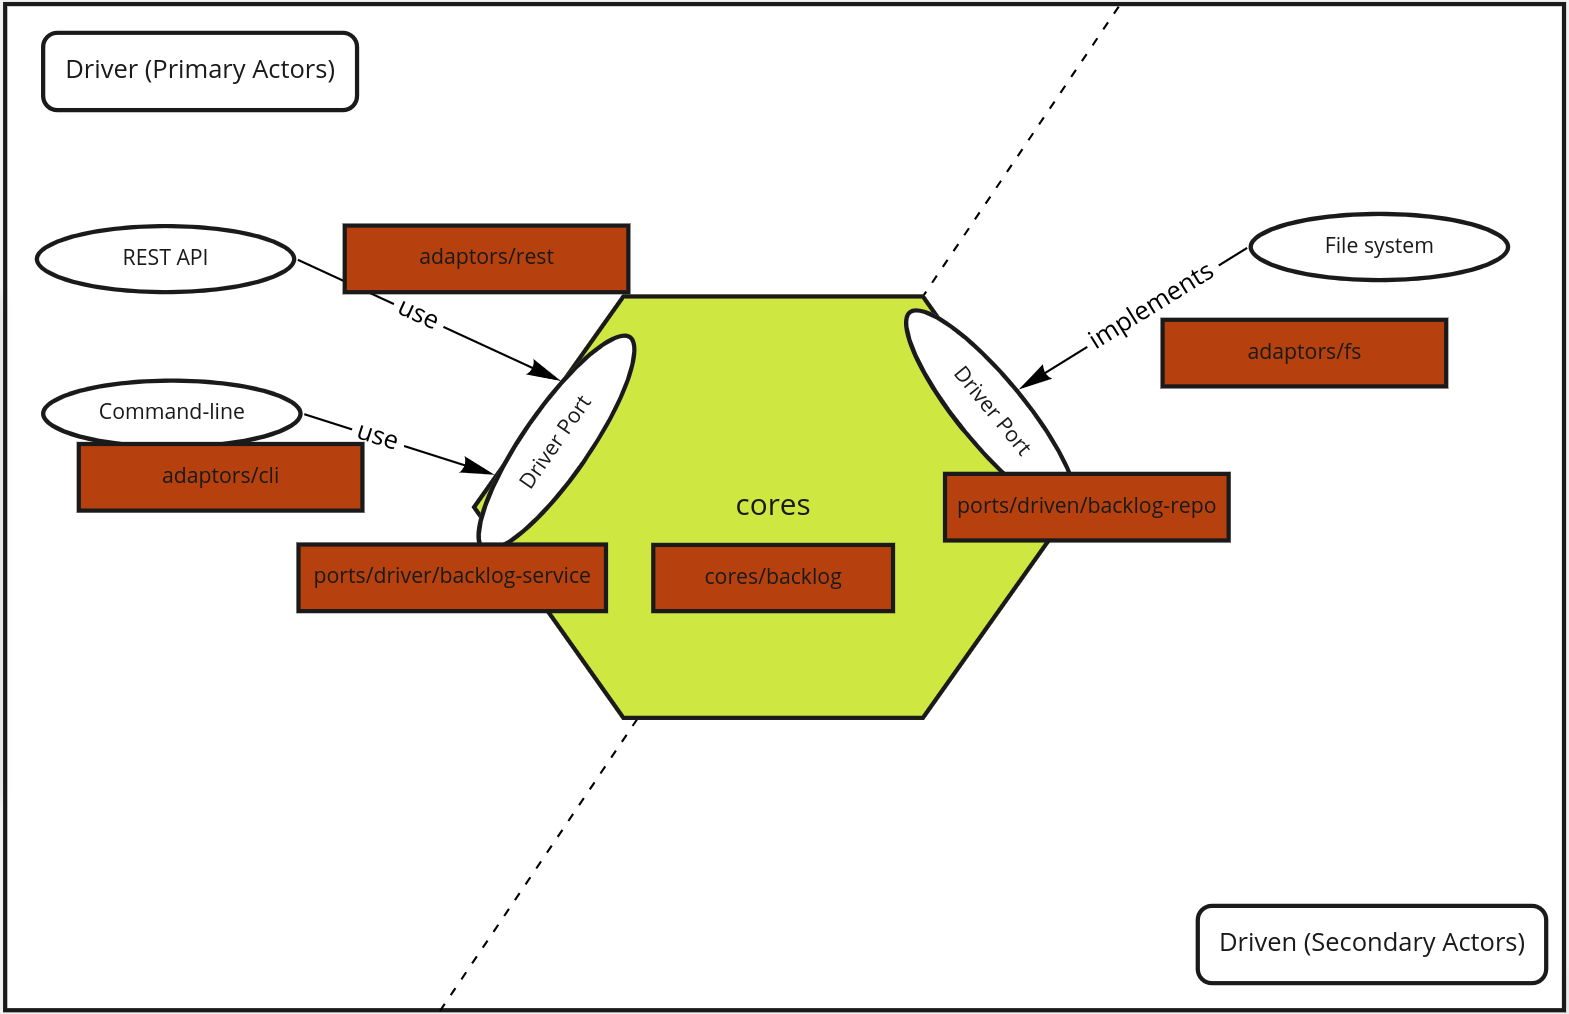 Driver (Primary Actors)
REST API
adaptors/rest
use
Command-line
adaptors/cli
use
Driver Port
ports/driver/backlog-service
cores
cores/backlog
Driver Port
ports/driven/backlog-repo
implements
File system
adaptors/fs
Driven (Secondary Actors)